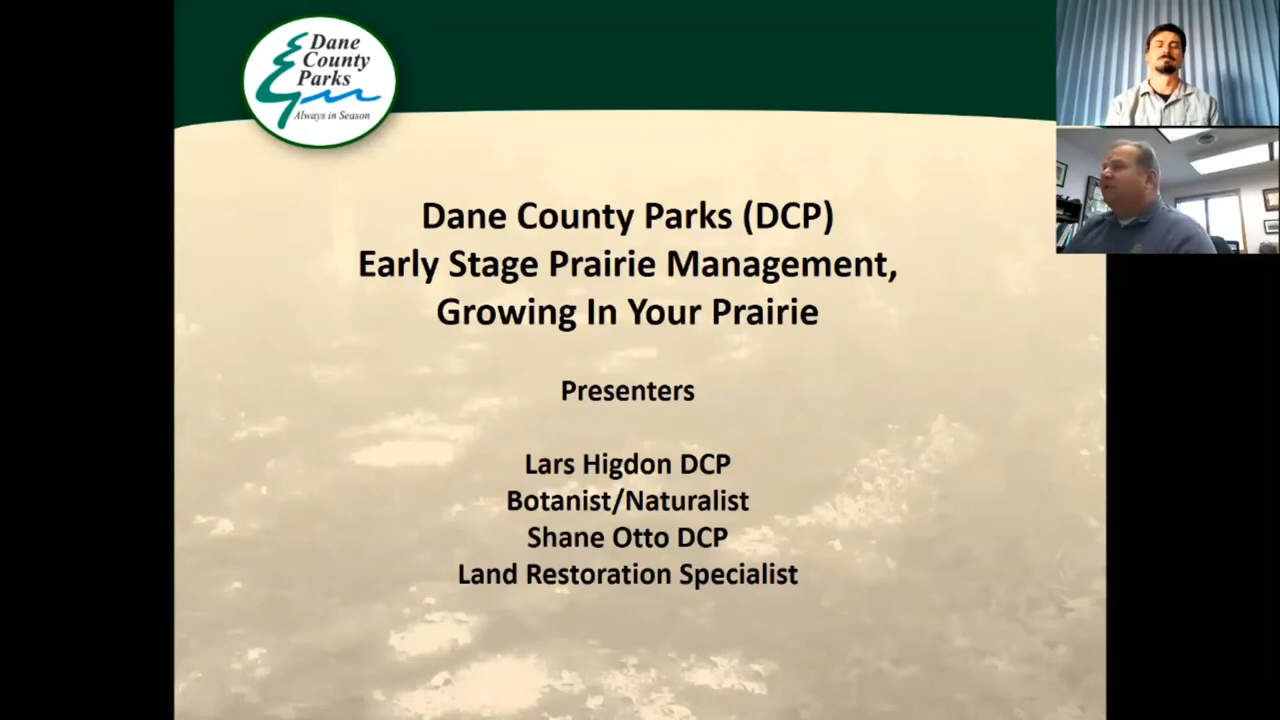 Dane
County
Parks
Always in Season
Dane County Parks (DCP)
Early Stage Prairie Management,
Growing In Your Prairie
Presenters
Lars Higdon DCP
Botanist/Naturalist
Shane Otto DCP
Land Restoration Specialist